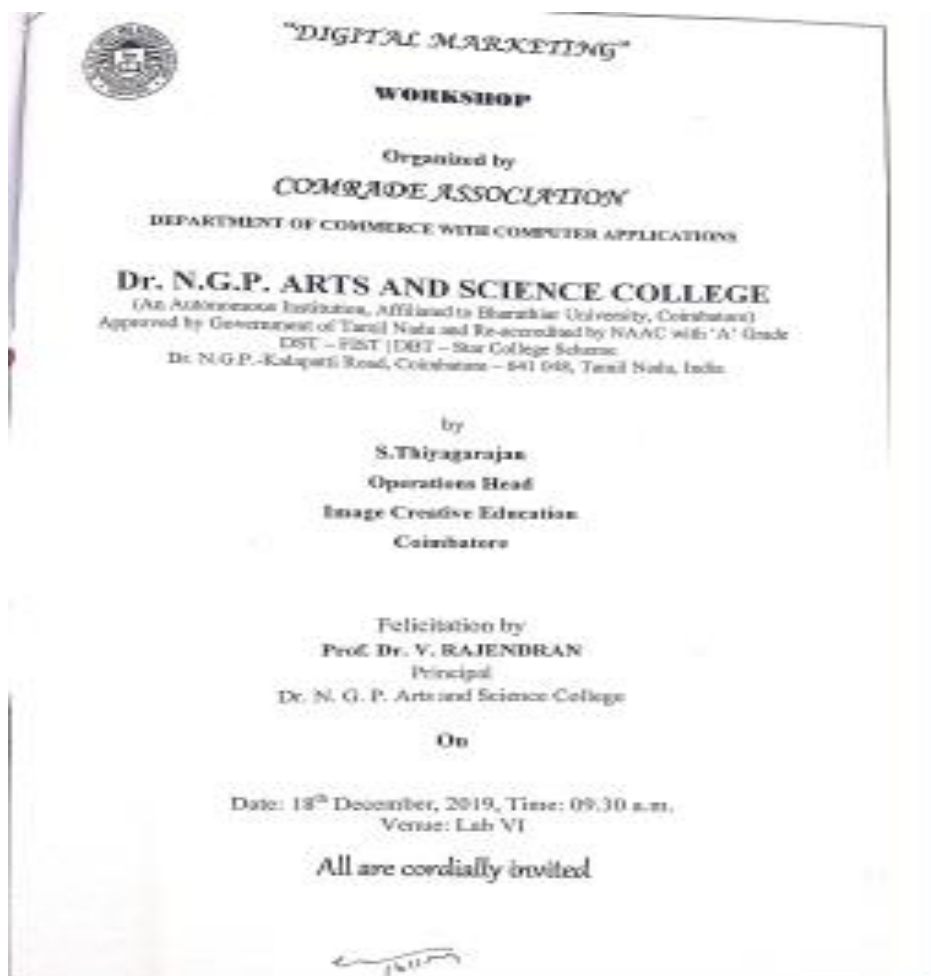 "DIGITAL MARKETING"
WORKSHOP
Organized by
COMRADE ASSOCIATION
DEPARTMENT OF COMMERCE WITH COMPUTER APPLICATIONS
Dr. N.G.P. ARTS AND SCIENCE COLLEGE
(An Autonomous Institution, Affiliated to Bharathiar University, Coimbatore)
Approved by Government of Tamil Nadu and Re-accredited by NAAC with 'A' Grade
DST – FIST | DBT – Star College Scheme
Dr. N.G.P.-Kalapatti Road, Coimbatore – 641 048, Tamil Nadu, India
by
S.Thiyagarajan
Operations Head
Image Creative Education
Coimbatore
Felicitation by
Prof. Dr. V. RAJENDRAN
Principal
Dr. N. G. P. Arts and Science College
On
Date: 18th December, 2019, Time: 09.30 a.m.
Venue: Lab VI
All are cordially invited